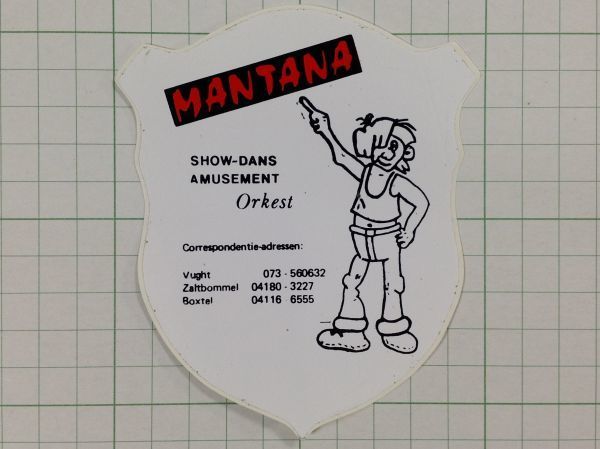 MANTANA
SHOW-DANS
AMUSEMENT
Orkest
Correspondentie-adressen:
Vught 073 - 560632
Zaltbommel 04180 - 3227
Boxtel 04116 - 6555